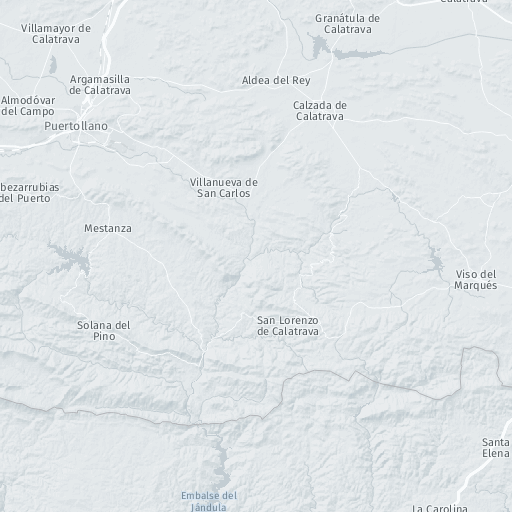 Calatrava
Granátula de
Calatrava
Villamayor de
Calatrava
Argamasilla
de Calatrava
Aldea del Rey
Almodóvar
del Campo
Calzada de
Calatrava
Puertollano
bezarrubias
del Puerto
Villanueva de
San Carlos
Mestanza
Viso del
Marqués
Solana del
Pino
San Lorenzo
de Calatrava
Santa
Elena
Embalse del
Jándula
La Carolina